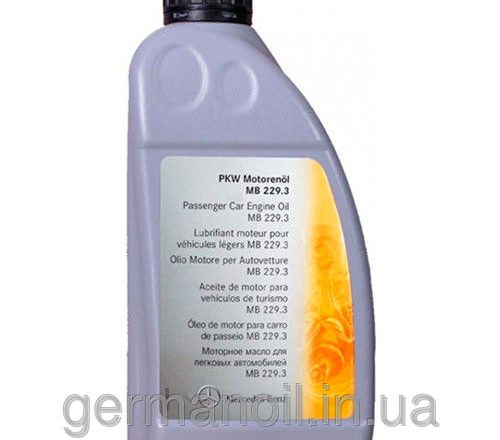 PKW Motorenöl
MB 229.3
Passenger Car Engine Oil
MB 229.3
Lubrifiant moteur pour
véhicules légers MB 229.3
Olio Motore per Autovetture
MB 229.3
Aceite de motor para
vehículos de turismo
MB 229.3
Óleo de motor para carro
de passeio MB 229.3
Моторное масло для
легковых автомобилей
MB 229.3
Mercedes-Benz
germanoil.in.ua